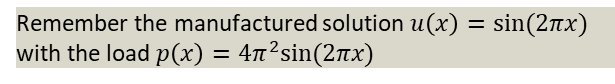 Remember the manufactured solution u(x) = sin(2πx)
with the load p(x) = 4π²sin(2πx)